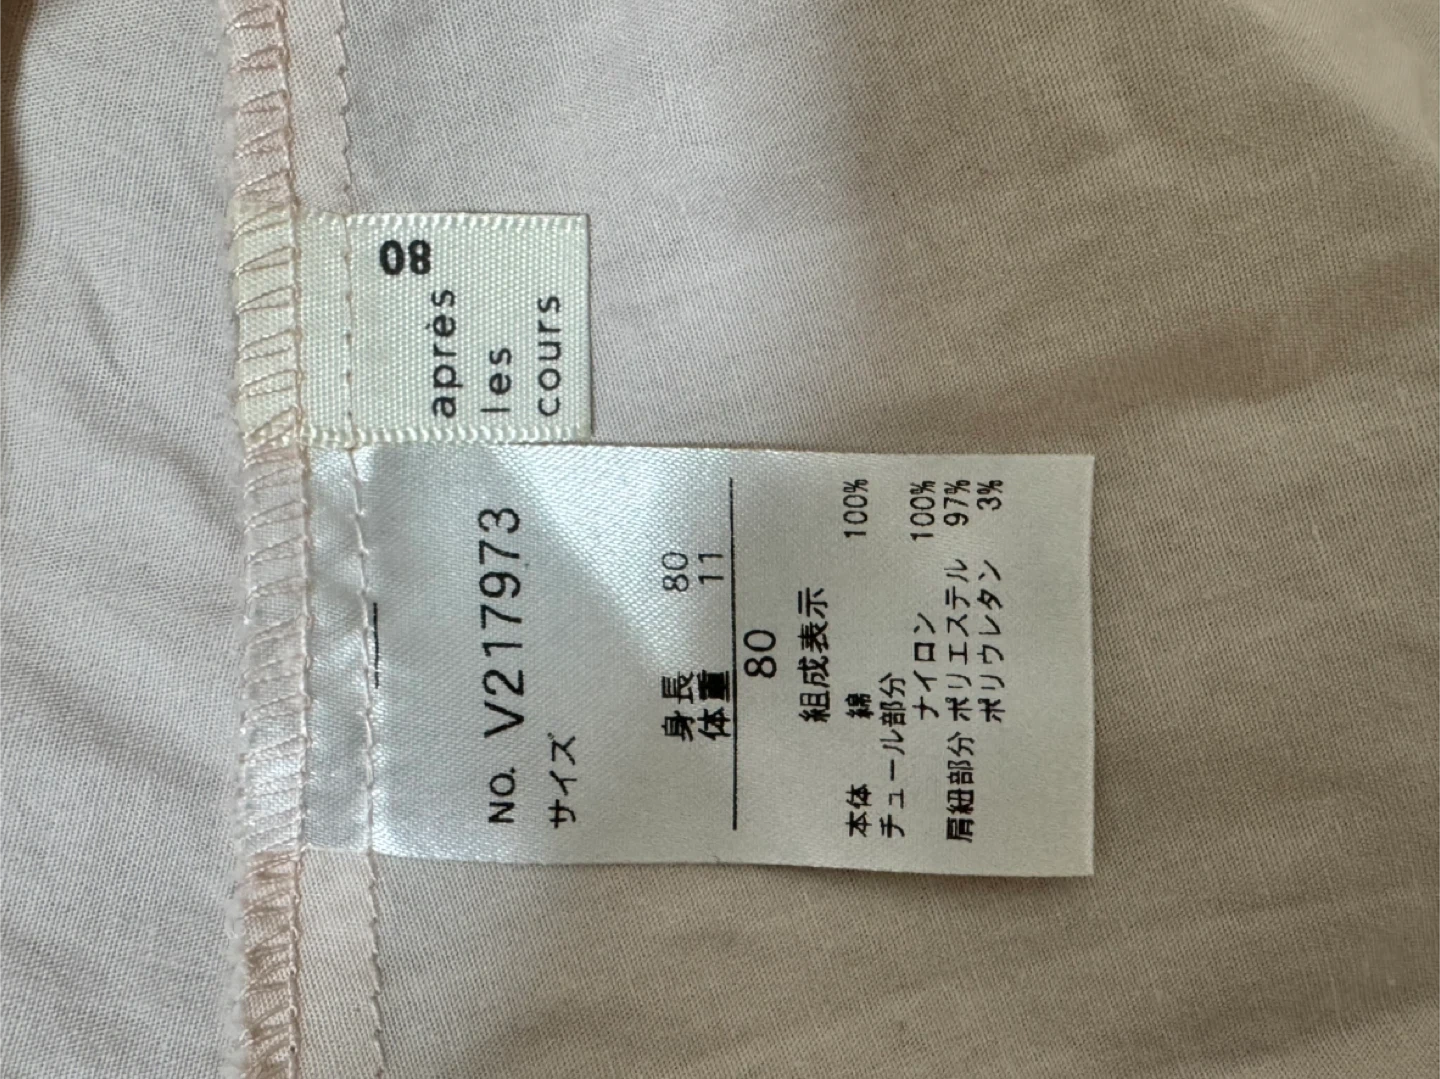 80
après
les
cours
NO. V217973
サイズ
身長 80
体重 11
80
組成表示
本体 綿 100%
チュール部分
ナイロン 100%
肩紐部分 ポリエステル 97%
ポリウレタン 3%